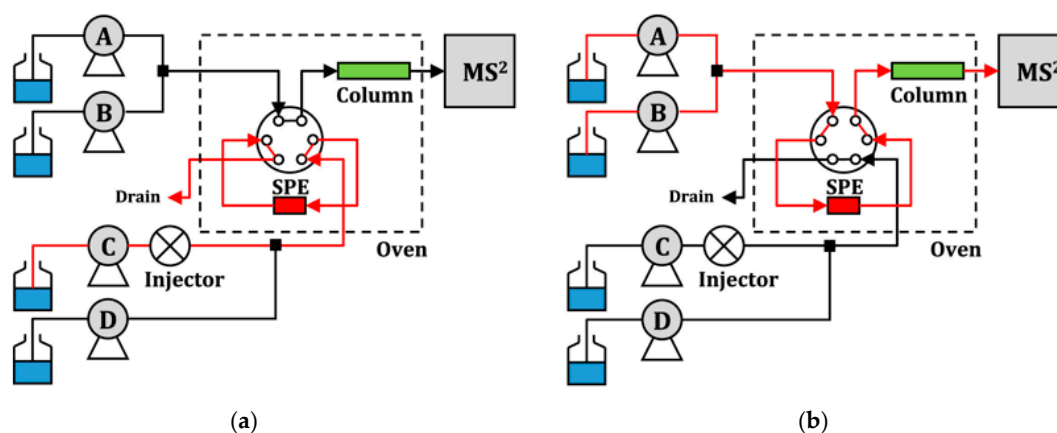 A
B
MS²
Column
SPE
Drain
Oven
C
Injector
D
(a)
A
B
MS²
Column
SPE
Drain
Oven
C
Injector
D
(b)